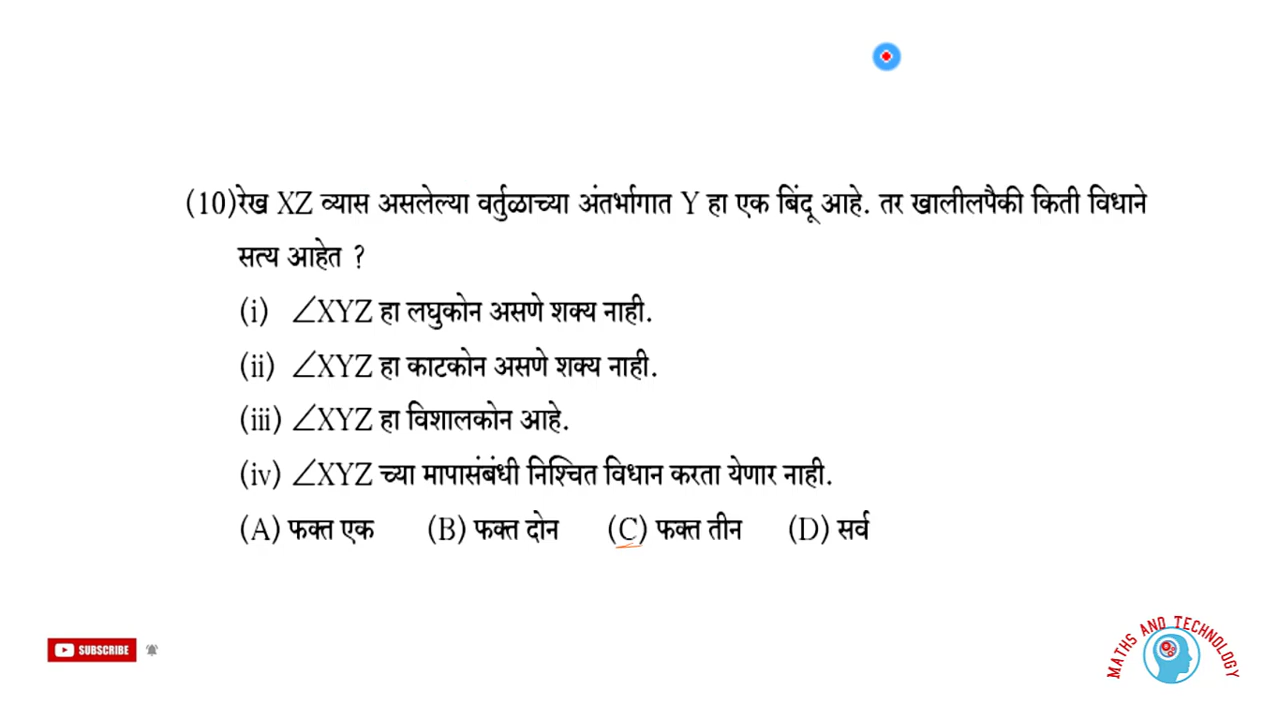 (10)रेख XZ व्यास असलेल्या वर्तुळाच्या अंतर्भागात Y हा एक बिंदू आहे. तर खालीलपैकी किती विधाने
सत्य आहेत ?
(i) ∠XYZ हा लघुकोन असणे शक्य नाही.
(ii) ∠XYZ हा काटकोन असणे शक्य नाही.
(iii) ∠XYZ हा विशालकोन आहे.
(iv) ∠XYZ च्या मापासंबंधी निश्चित विधान करता येणार नाही.
(A) फक्त एक (B) फक्त दोन (C) फक्त तीन (D) सर्व
SUBSCRIBE
MATHS AND TECHNOLOGY